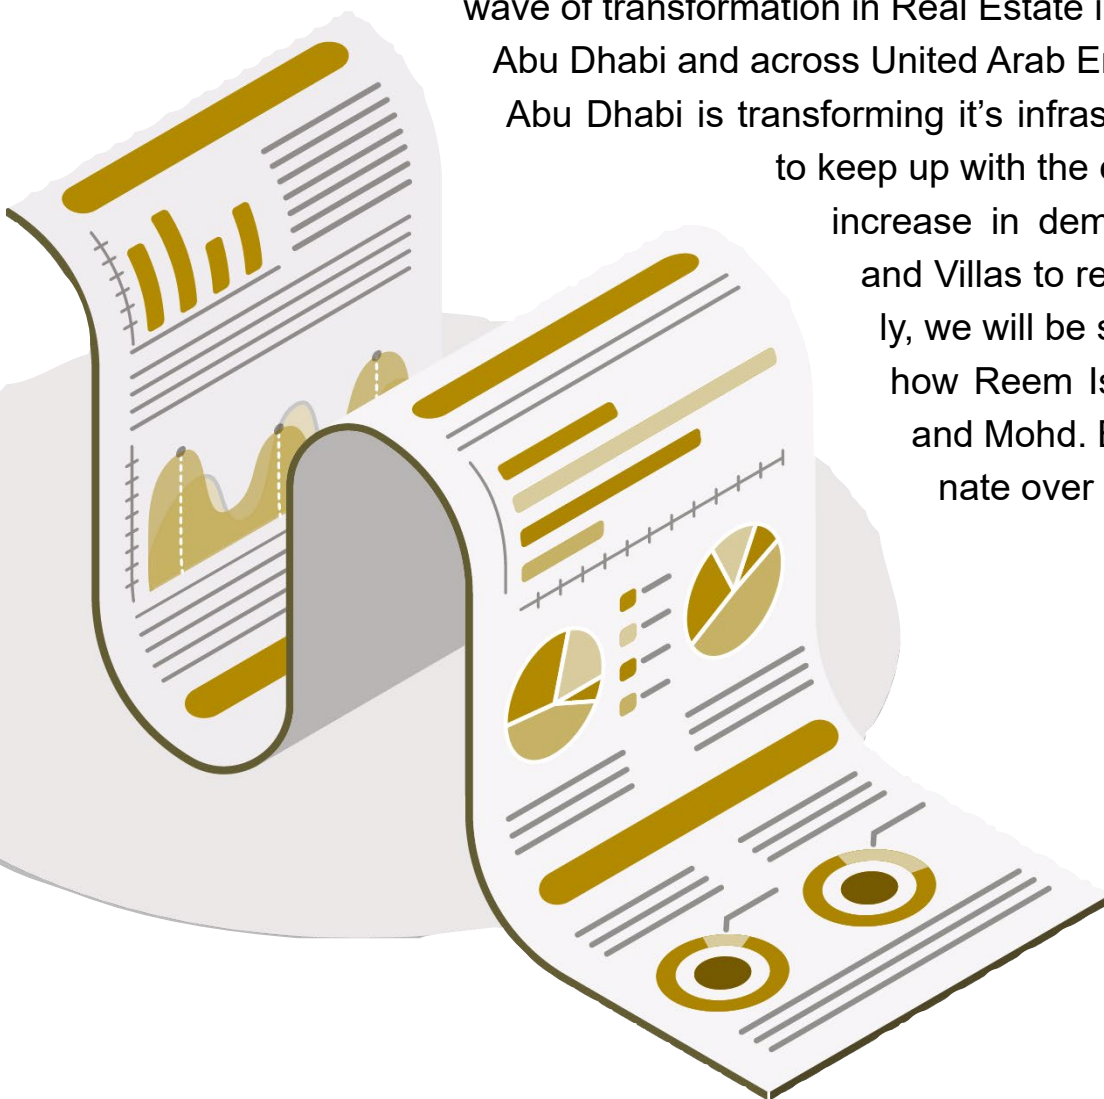 wave of transformation in Real Estate i
Abu Dhabi and across United Arab E
Abu Dhabi is transforming it’s infras
to keep up with the
increase in dem
and Villas to re
ly, we will be s
how Reem Is
and Mohd.
nate over